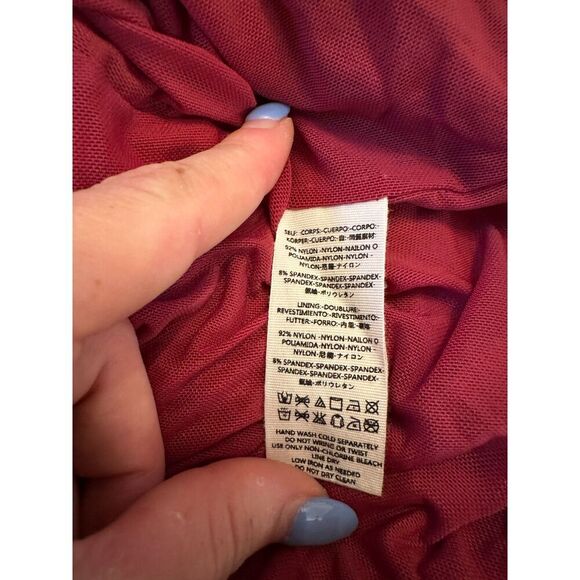 SELF:-CORPS:-CUERPO:-CORPO:-
KÖRPER:-CUERPO:-自:-同質素材
92% NYLON-NYLON-NAILON O
POLIAMIDA-NYLON-NYLON-
NYLON-尼龍-ナイロン
8% SPANDEX-SPANDEX-SPANDEX-
SPANDEX-SPANDEX-SPANDEX-
氨綸-ポリウレタン
LINING:-DOUBLURE:-
REVESTIMIENTO:-RIVESTIMENTO:-
FUTTER:-FORRO:-内襯:-裏地
92% NYLON-NYLON-NAILON O
POLIAMIDA-NYLON-NYLON-
NYLON-尼龍-ナイロン
8% SPANDEX-SPANDEX-SPANDEX-
SPANDEX-SPANDEX-SPANDEX-
氨綸-ポリウレタン
HAND WASH COLD SEPARATELY
DO NOT WRING OR TWIST
USE ONLY NON-CHLORINE BLEACH
LINE DRY
LOW IRON AS NEEDED
DO NOT DRY CLEAN